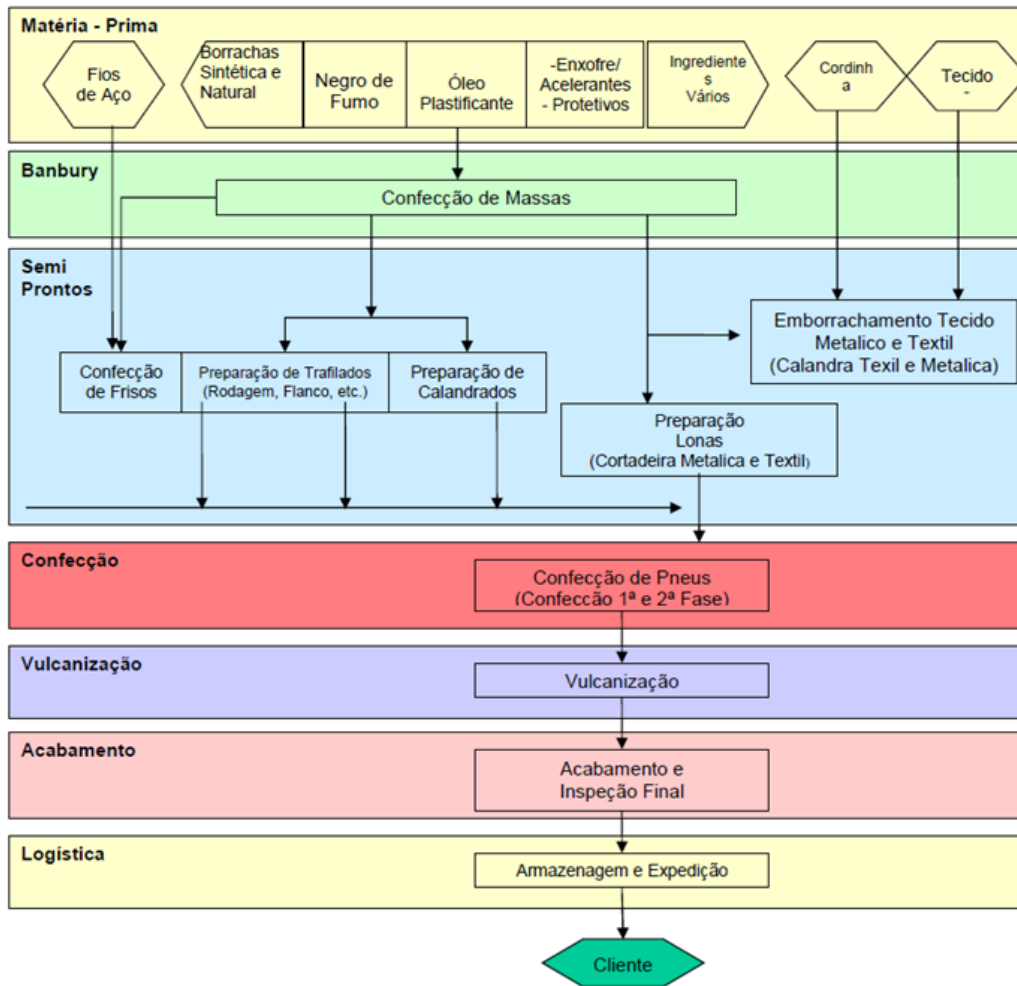 Matéria - Prima
Fios
de Aço
Borrachas
Sintética e
Natural
Negro de
Fumo
Óleo
Plastificante
-Enxofre/
Acelerantes
- Protetivos
Ingrediente
s
Vários
Cordinh
a
Tecido
-
Banbury
Confecção de Massas
Semi
Prontos
Confecção
de Frisos
Preparação de Trafilados
(Rodagem, Flanco, etc.)
Preparação de
Calandrados
Emborrachamento Tecido
Metalico e Textil
(Calandra Texil e Metalica)
Preparação
Lonas
(Cortadeira Metalica e Textil)
Confecção
Confecção de Pneus
(Confecção 1ª e 2ª Fase)
Vulcanização
Vulcanização
Acabamento
Acabamento e
Inspeção Final
Logística
Armazenagem e Expedição
Cliente